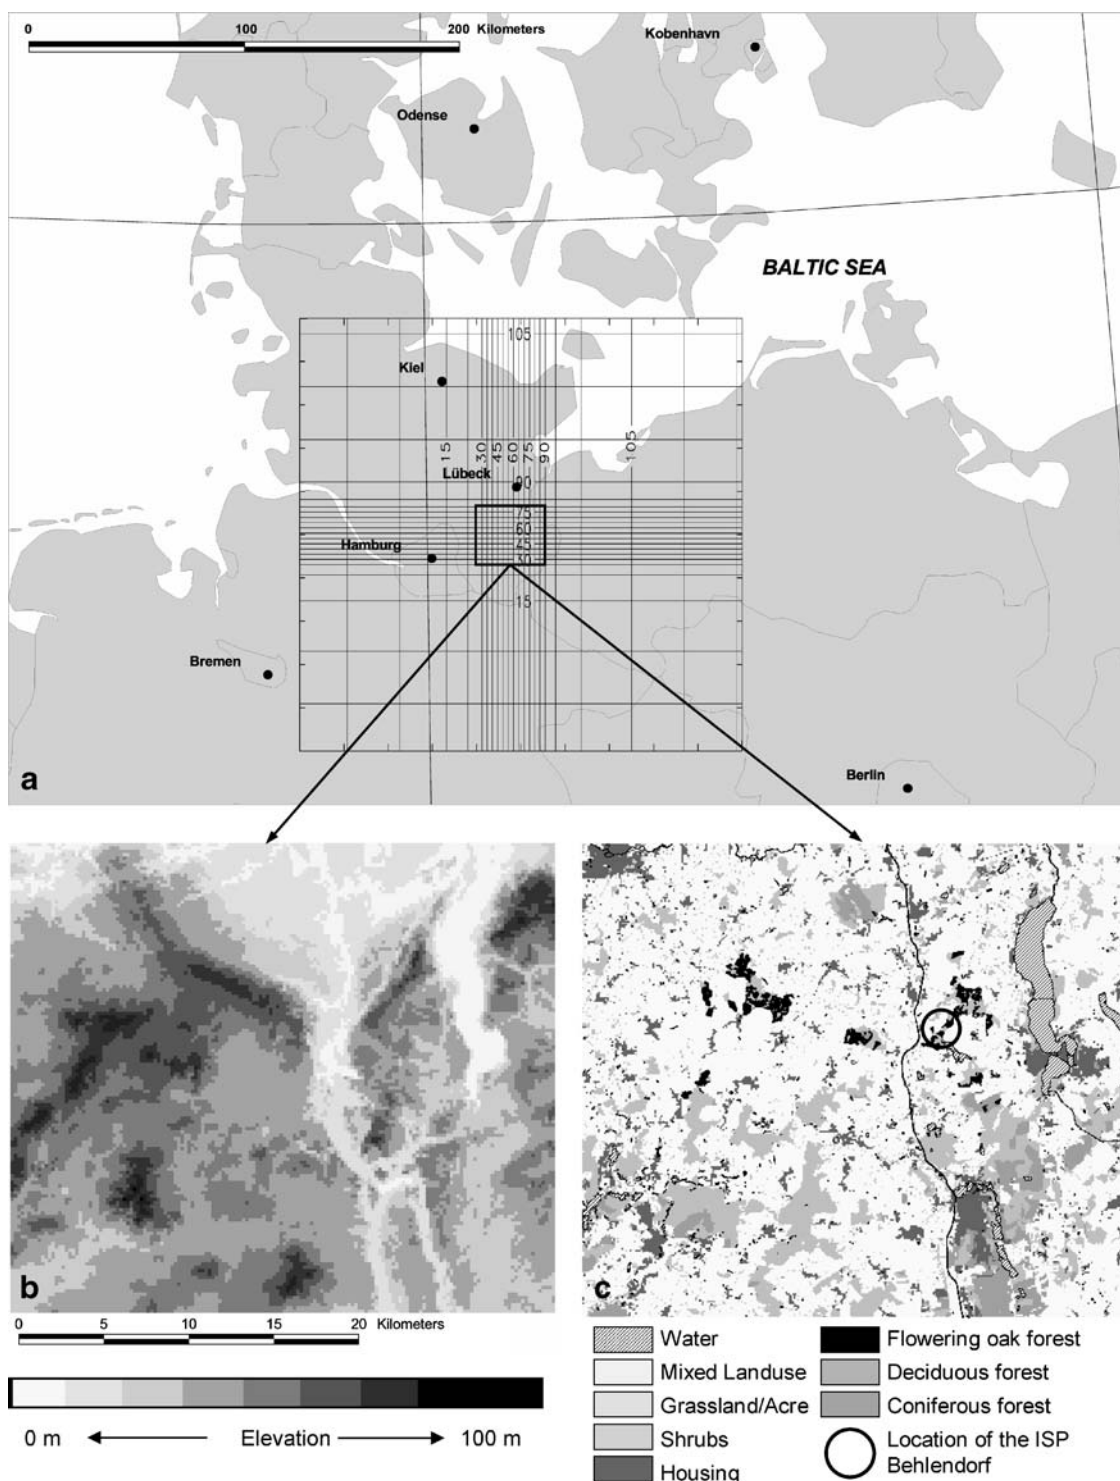 0 100 200 Kilometers
Kobenhavn
Odense
BALTIC SEA
105
Kiel
15 30 45 60 75 90 105
Lübeck
90
75
60
45
30
Hamburg
15
Bremen
a
Berlin
b
c
0 5 10 20 Kilometers
0 m Elevation 100 m
Water
Mixed Landuse
Grassland/Acre
Shrubs
Housing
Flowering oak forest
Deciduous forest
Coniferous forest
Location of the ISP
Behlendorf